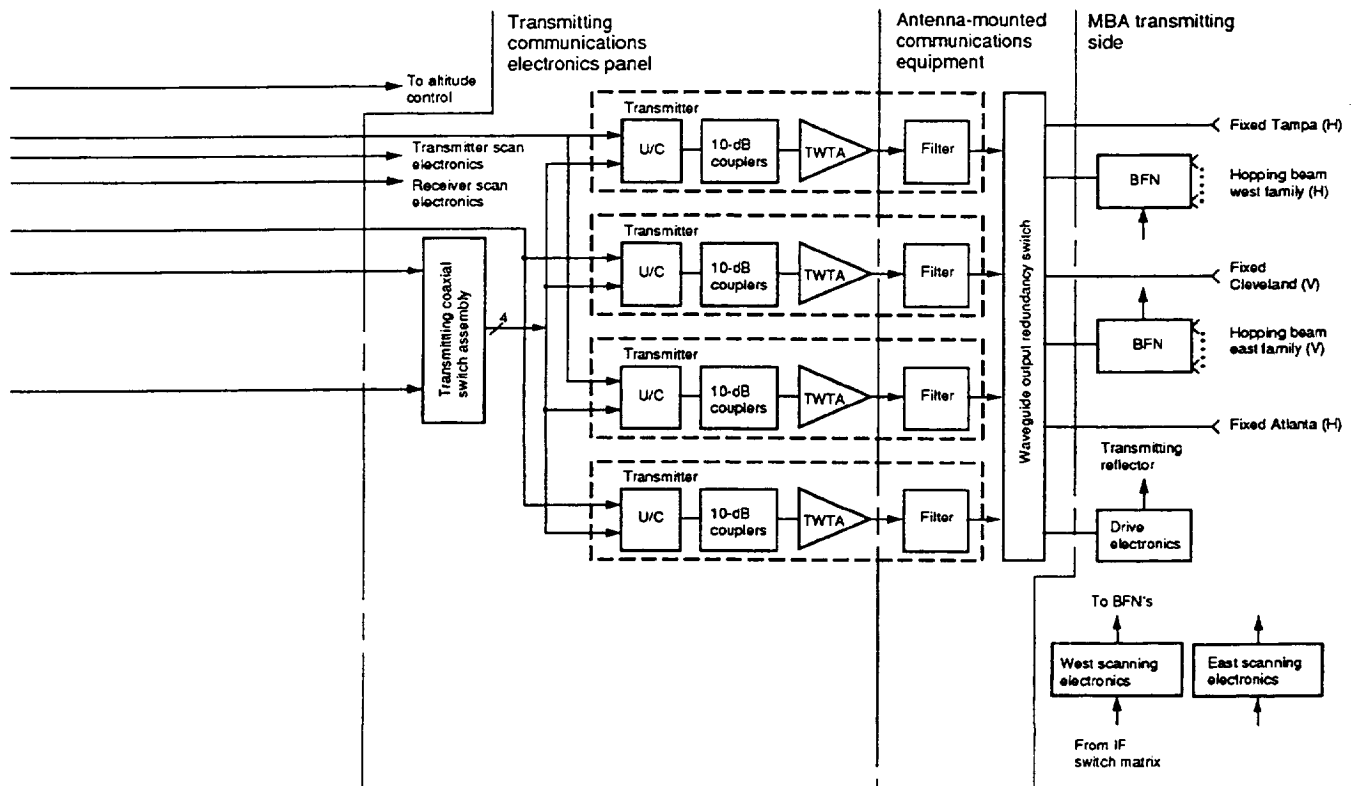 Transmitting
communications
electronics panel
Antenna-mounted
communications
equipment
MBA transmitting
side
To altitude
control
Transmitter scan
electronics
Receiver scan
electronics
Transmittting coaxial
switch assembly
4
Transmitter
U/C
10-dB
couplers
TWTA
Filter
Transmitter
U/C
10-dB
couplers
TWTA
Filter
Transmitter
U/C
10-dB
couplers
TWTA
Filter
Transmitter
U/C
10-dB
couplers
TWTA
Filter
Waveguide output redundancy switch
Fixed Tampa (H)
BFN
Hopping beam
west family (H)
Fixed
Cleveland (V)
BFN
Hopping beam
east family (V)
Fixed Atlanta (H)
Transmitting
reflector
Drive
electronics
To BFN's
West scanning
electronics
East scanning
electronics
From IF
switch matrix